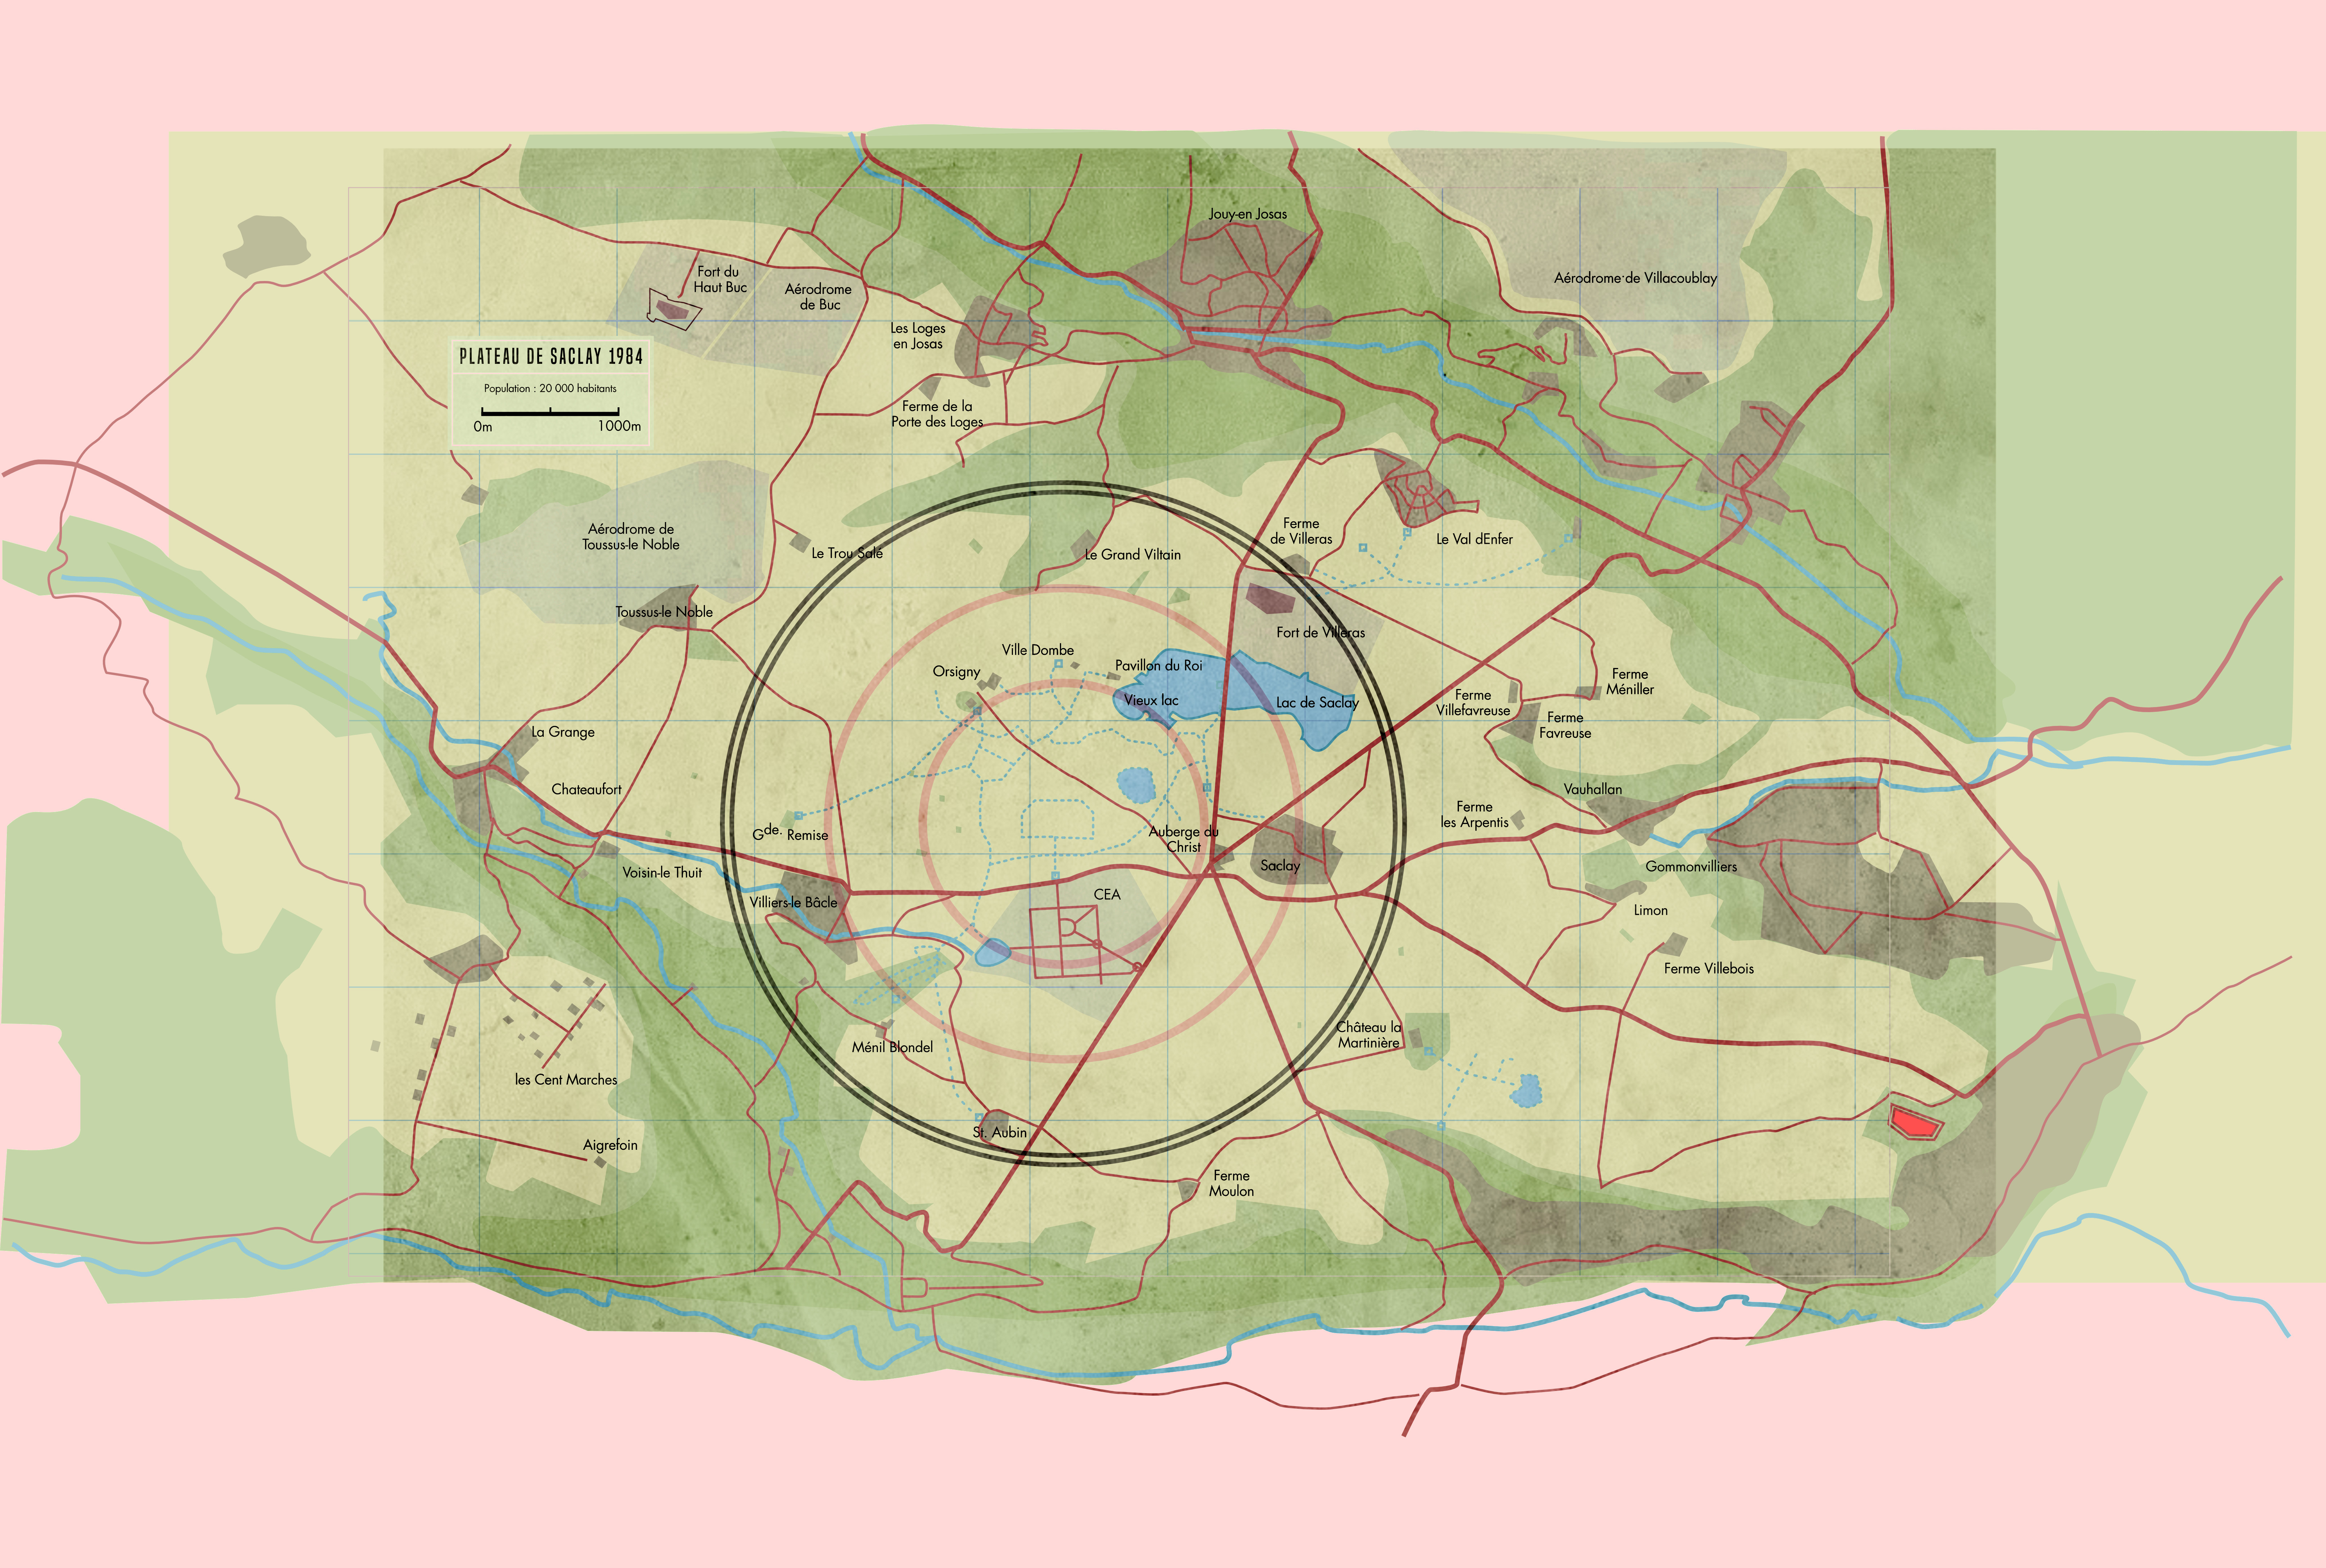 Jouy-en Josas
Fort du
Haut Buc
Aérodrome
de Buc
Aérodrome de Villacoublay
Les Loges
en Josas
PLATEAU DE SACLAY 1984
Population : 20 000 habitants
0m
1000m
Ferme de la
Porte des Loges
Aérodrome de
Toussus-le Noble
Le Trou Salé
Le Grand Viltain
Ferme
de Villeras
Le Val dEnfer
Toussus-le Noble
Fort de Villeras
Ville Dombe
Orsigny
Pavillon du Roi
Vieux lac
Lac de Saclay
Ferme
Villefavreuse
Ferme
Méniller
Ferme
Favreuse
La Grange
Chateaufort
Gde. Remise
Auberge du
Christ
Saclay
Ferme
les Arpentis
Vauhallan
Voisin-le Thuit
Villiers-le Bâcle
CEA
Gommonvilliers
Limon
Ferme Villebois
Ménil Blondel
Château la
Martinière
les Cent Marches
St. Aubin
Aigrefoin
Ferme
Moulon